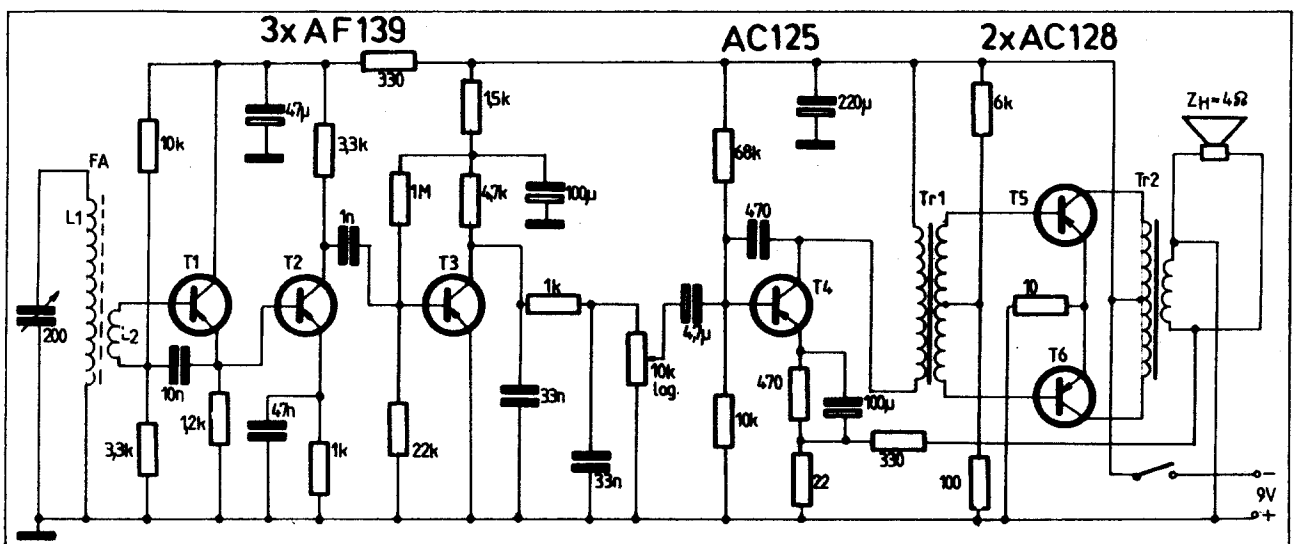 3xAF139
AC125
2xAC128
330
1,5k
47µ
220µ
6k
ZH=4Ω
10k
3,3k
68k
FA
1M
4,7k
100µ
L1
1n
470
Tr1
T5
Tr2
T1
T2
T3
1k
T4
10
200
L2
4,7µ
10n
10k
log.
T6
33n
470
1,2k
47n
100µ
3,3k
1k
22k
10k
330
33n
22
100
−
9V
+